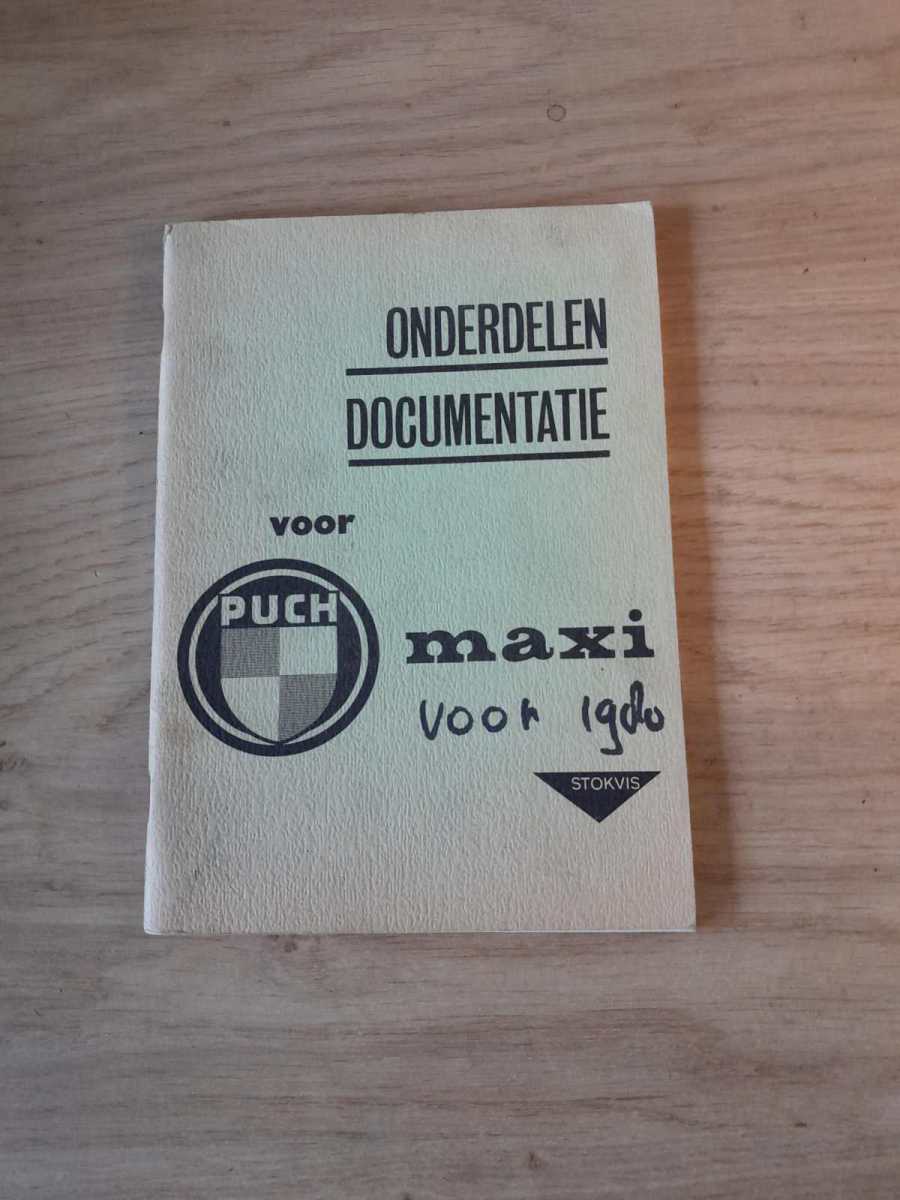 ONDERDELEN
DOCUMENTATIE
voor
PUCH
maxi
voor 1980
STOKVIS